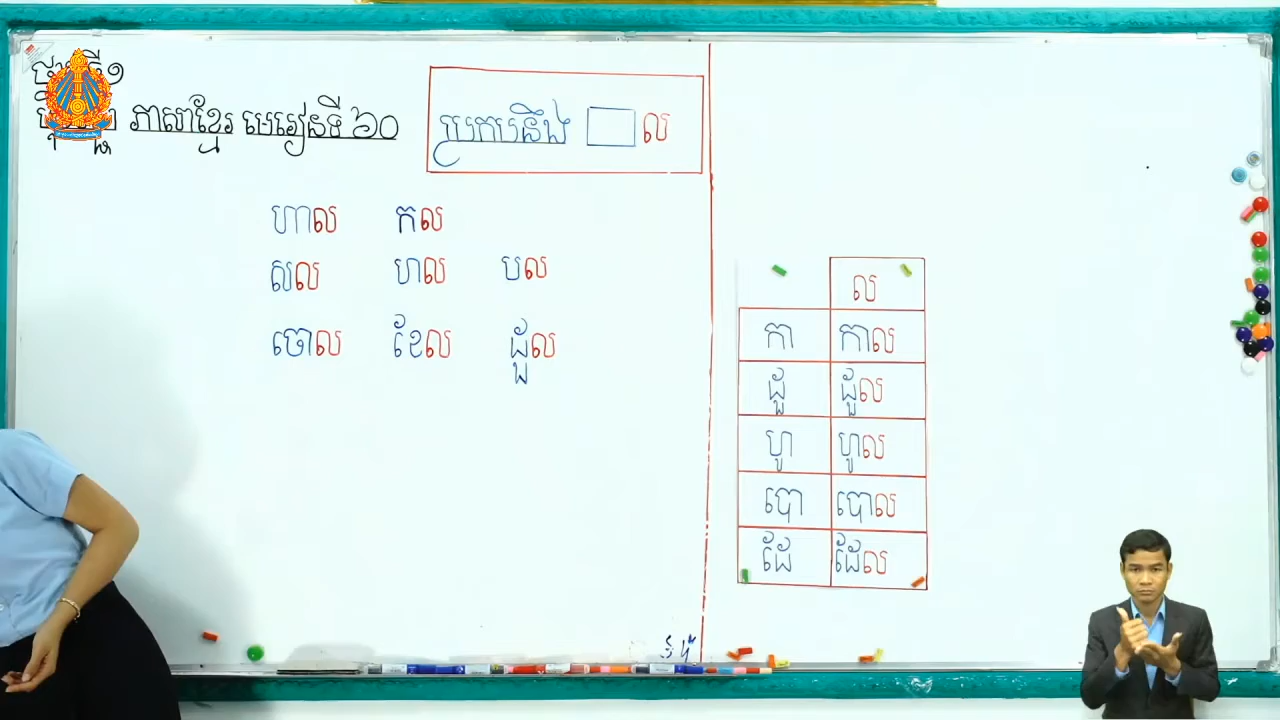 ភាសាខ្មែរ មេរៀនទី ៦០
ប្រកបនឹង ល
ហាល កល
សល ហល បល
ចោល ខែល ដួល
ល
កា កាល
ដួ ដួល
ហូ ហូល
បោ បោល
ដែ ដែល